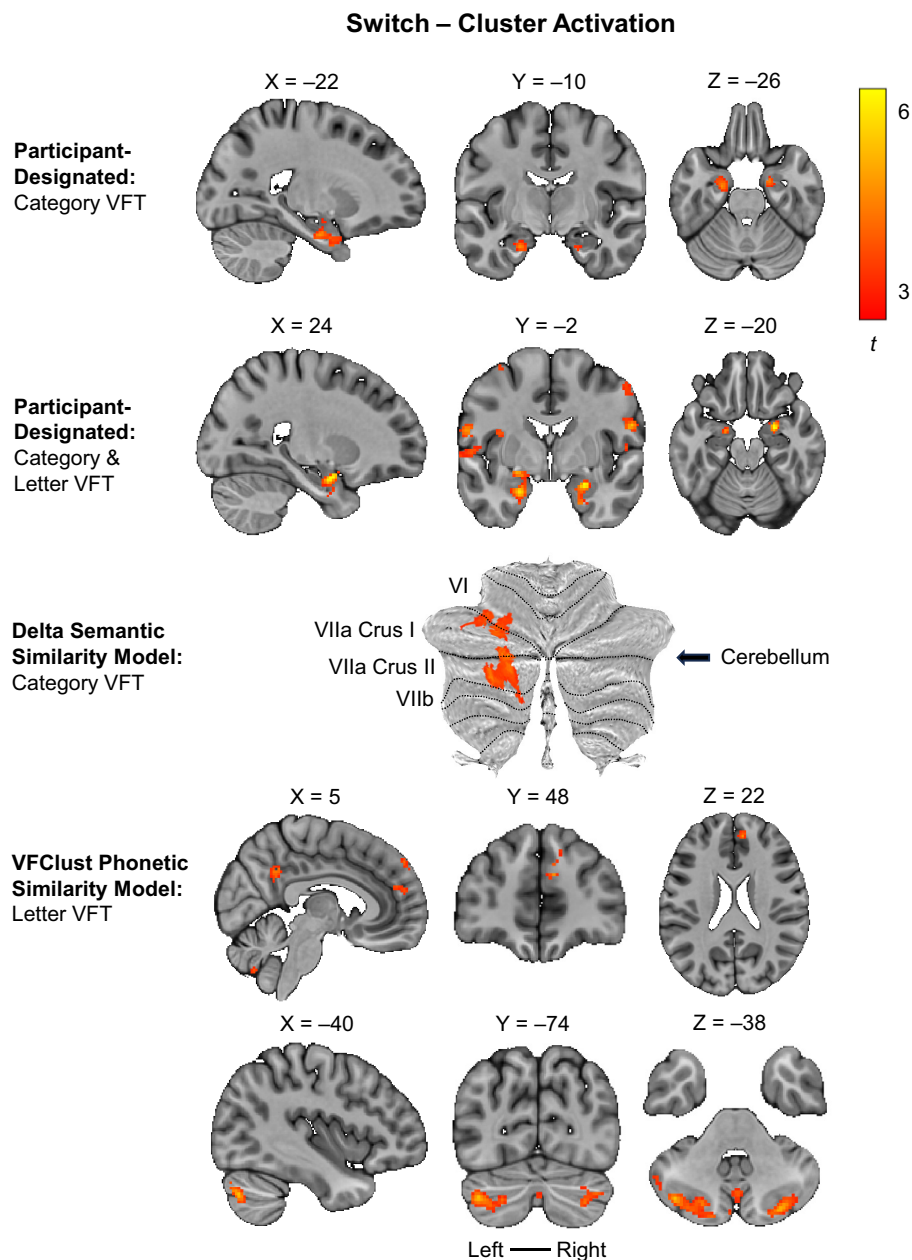 Switch – Cluster Activation
X = –22
Y = –10
Z = –26
6
3
t
Participant-
Designated:
Category VFT
X = 24
Y = –2
Z = –20
Participant-
Designated:
Category &
Letter VFT
Delta Semantic
Similarity Model:
Category VFT
VI
VIIa Crus I
VIIa Crus II
VIIb
Cerebellum
X = 5
Y = 48
Z = 22
VFClust Phonetic
Similarity Model:
Letter VFT
X = –40
Y = –74
Z = –38
Left
Right